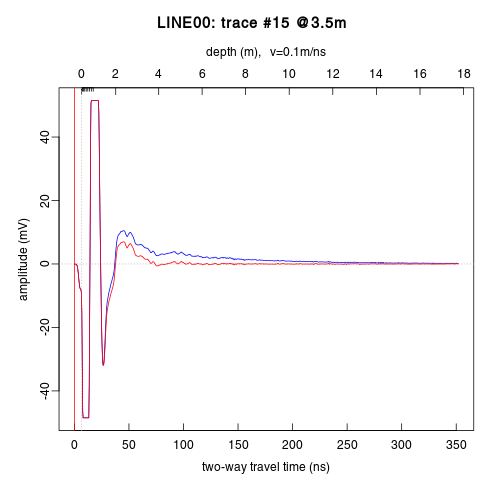 LINE00: trace #15 @3.5m
depth (m),  v=0.1m/ns
0 2 4 6 8 10 12 14 16 18
40
20
0
-20
-40
amplitude (mV)
0 50 100 150 200 250 300 350
two-way travel time (ns)